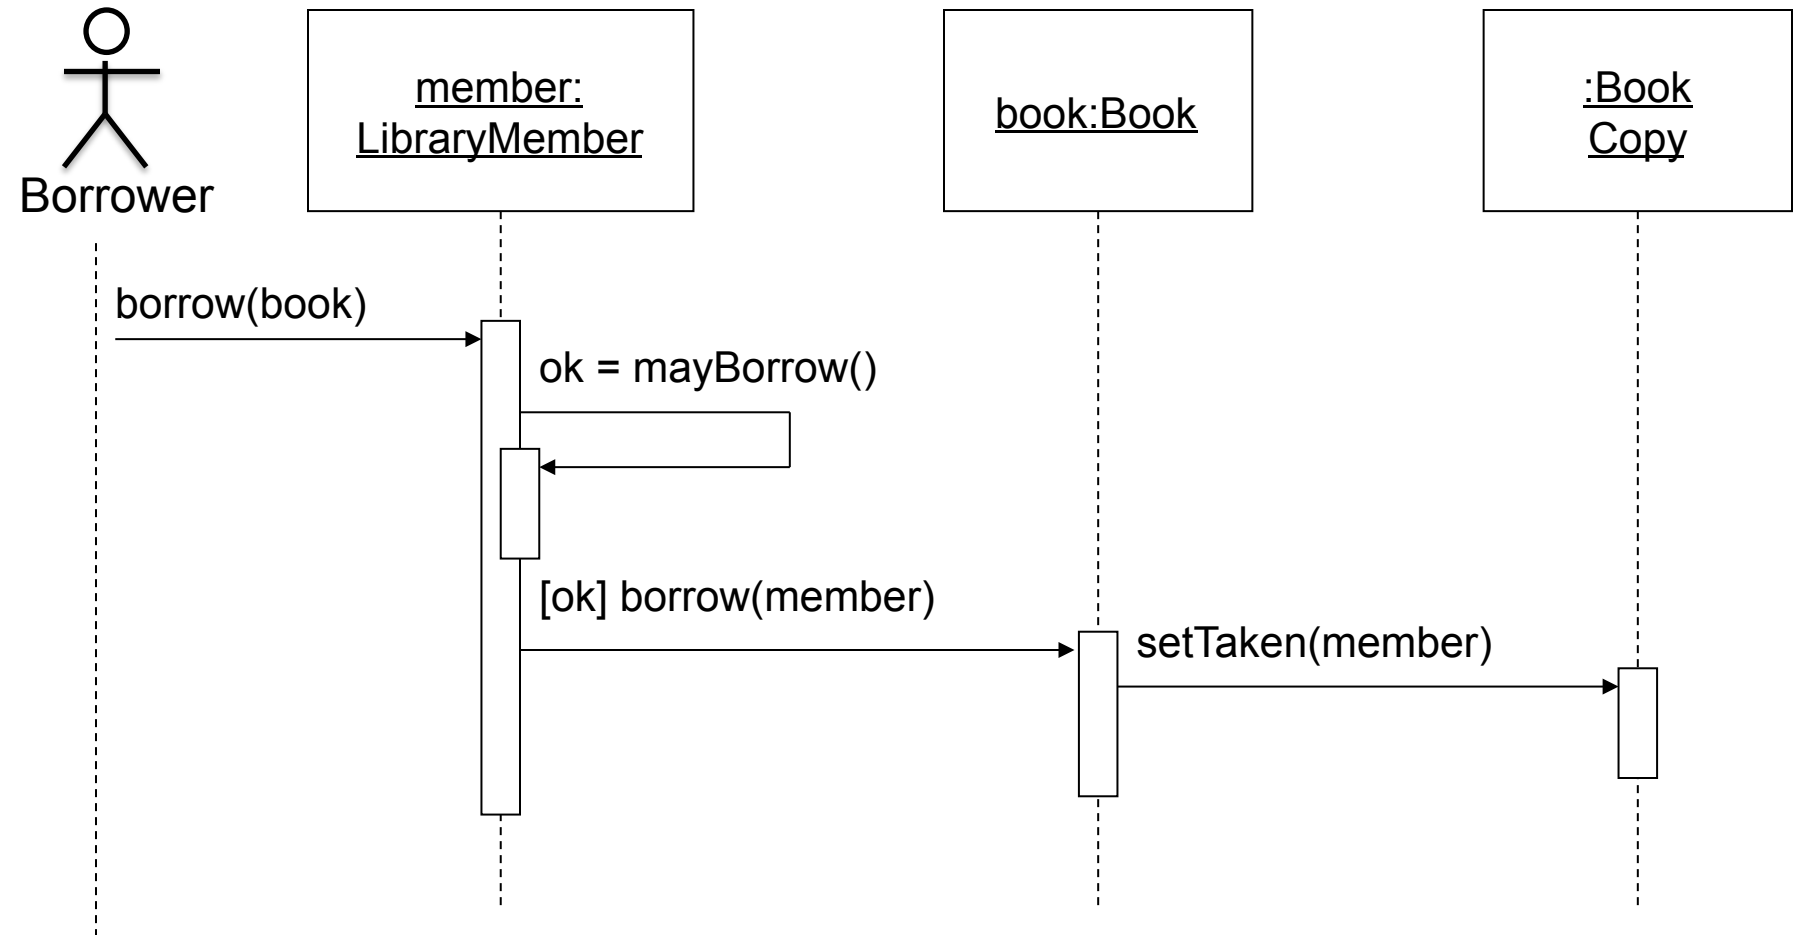 member:
LibraryMember
book:Book
:Book
Copy
Borrower
borrow(book)
ok = mayBorrow()
[ok] borrow(member)
setTaken(member)